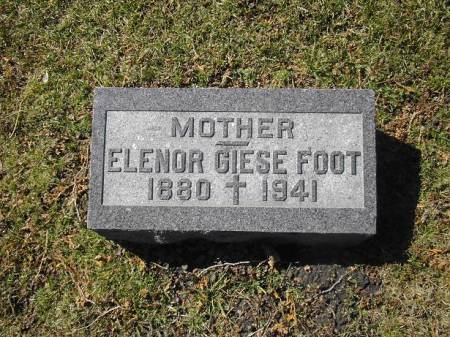 MOTHER
ELENOR GIESE FOOT
1880 ✝ 1941